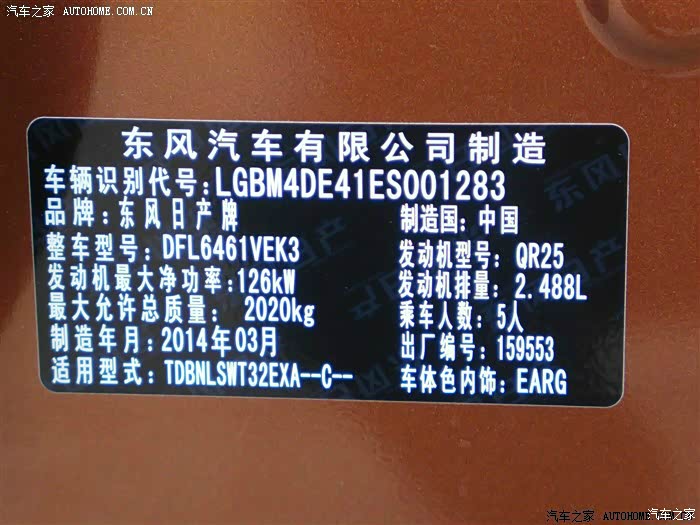 汽车之家 AUTOHOME.COM.CN
东风汽车有限公司制造
车辆识别代号:LGBM4DE41ES001283
品牌:东风日产牌 制造国:中国
整车型号:DFL6461VEK3 发动机型号:QR25
发动机最大净功率:126kW 发动机排量:2.488L
最大允许总质量: 2020kg 乘车人数:5人
制造年月:2014年03月 出厂编号:159553
适用型式:TDBNLSWT32EXA--C-- 车体色内饰:EARG
汽车之家 AUTOHOME.COM.CN
汽车之家